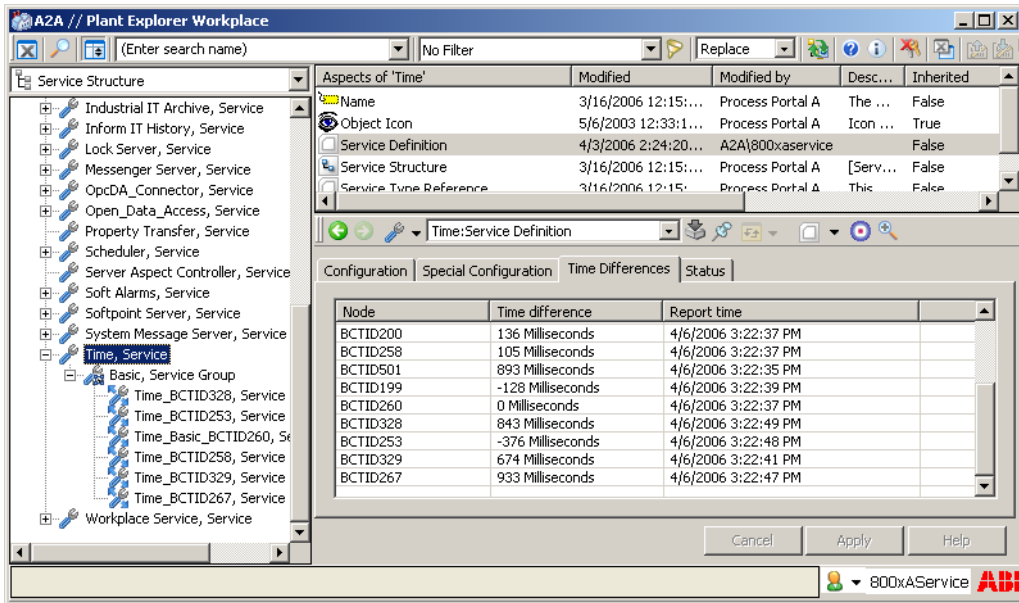 A2A // Plant Explorer Workplace
(Enter search name) No Filter Replace
Service Structure
Industrial IT Archive, Service
Inform IT History, Service
Lock Server, Service
Messenger Server, Service
OpcDA_Connector, Service
Open_Data_Access, Service
Property Transfer, Service
Scheduler, Service
Server Aspect Controller, Service
Soft Alarms, Service
Softpoint Server, Service
System Message Server, Service
Time, Service
Basic, Service Group
Time_BCTID328, Service
Time_BCTID253, Service
Time_Basic_BCTID260, Se
Time_BCTID258, Service
Time_BCTID329, Service
Time_BCTID267, Service
Workplace Service, Service
Aspects of 'Time' Modified Modified by Desc... Inherited
Name 3/16/2006 12:15:... Process Portal A The ... False
Object Icon 5/6/2003 12:33:1... Process Portal A Icon ... True
Service Definition 4/3/2006 2:24:20... A2A\800xaservice False
Service Structure 3/16/2006 12:15:... Process Portal A [Serv... False
Service Type Reference 3/16/2006 12:15: Process Portal A This False
Time:Service Definition
Configuration Special Configuration Time Differences Status
Node Time difference Report time
BCTID200 136 Milliseconds 4/6/2006 3:22:37 PM
BCTID258 105 Milliseconds 4/6/2006 3:22:37 PM
BCTID501 893 Milliseconds 4/6/2006 3:22:35 PM
BCTID199 -128 Milliseconds 4/6/2006 3:22:39 PM
BCTID260 0 Milliseconds 4/6/2006 3:22:37 PM
BCTID328 843 Milliseconds 4/6/2006 3:22:49 PM
BCTID253 -376 Milliseconds 4/6/2006 3:22:48 PM
BCTID329 674 Milliseconds 4/6/2006 3:22:41 PM
BCTID267 933 Milliseconds 4/6/2006 3:22:47 PM
Cancel Apply Help
800xAService ABB